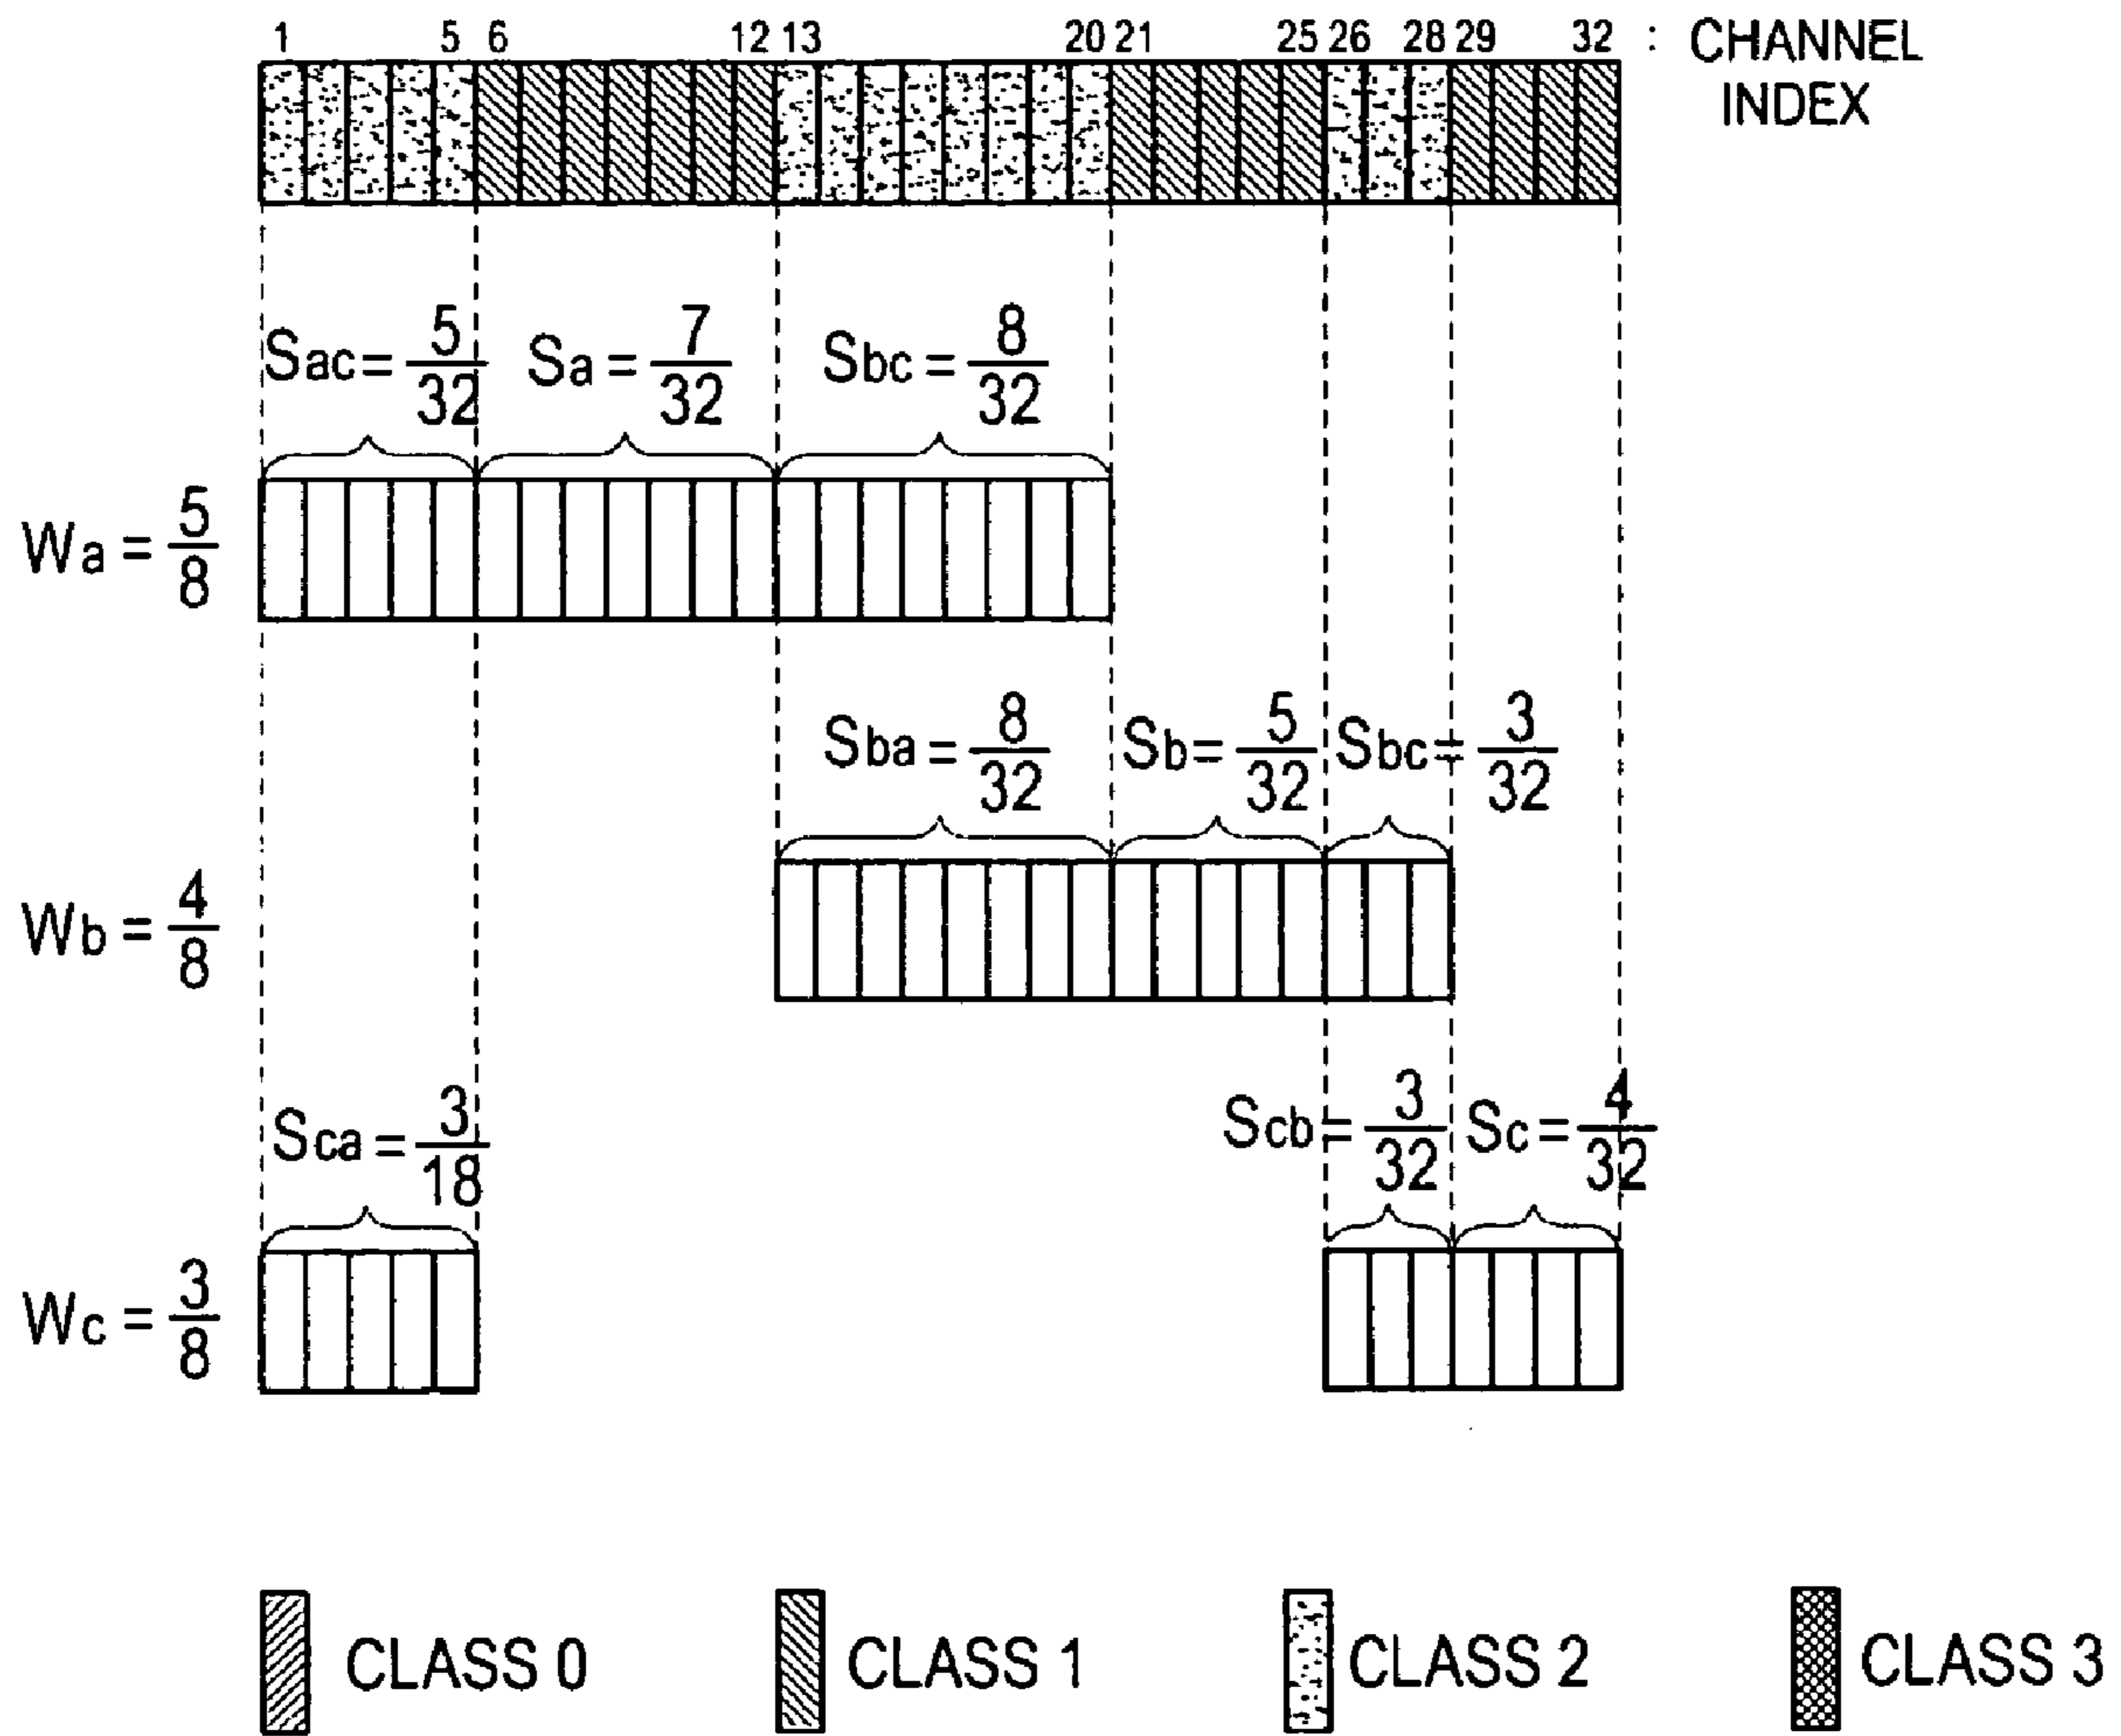 1 5 6 12 13 20 21 25 26 28 29 32 : CHANNEL INDEX
Sac = 5/32 Sa = 7/32 Sbc = 8/32
Wa = 5/8
Sba = 8/32 Sb = 5/32 Sbc = 3/32
Wb = 4/8
Sca = 3/18 Scb = 3/32 Sc = 4/32
Wc = 3/8
CLASS 0 CLASS 1 CLASS 2 CLASS 3